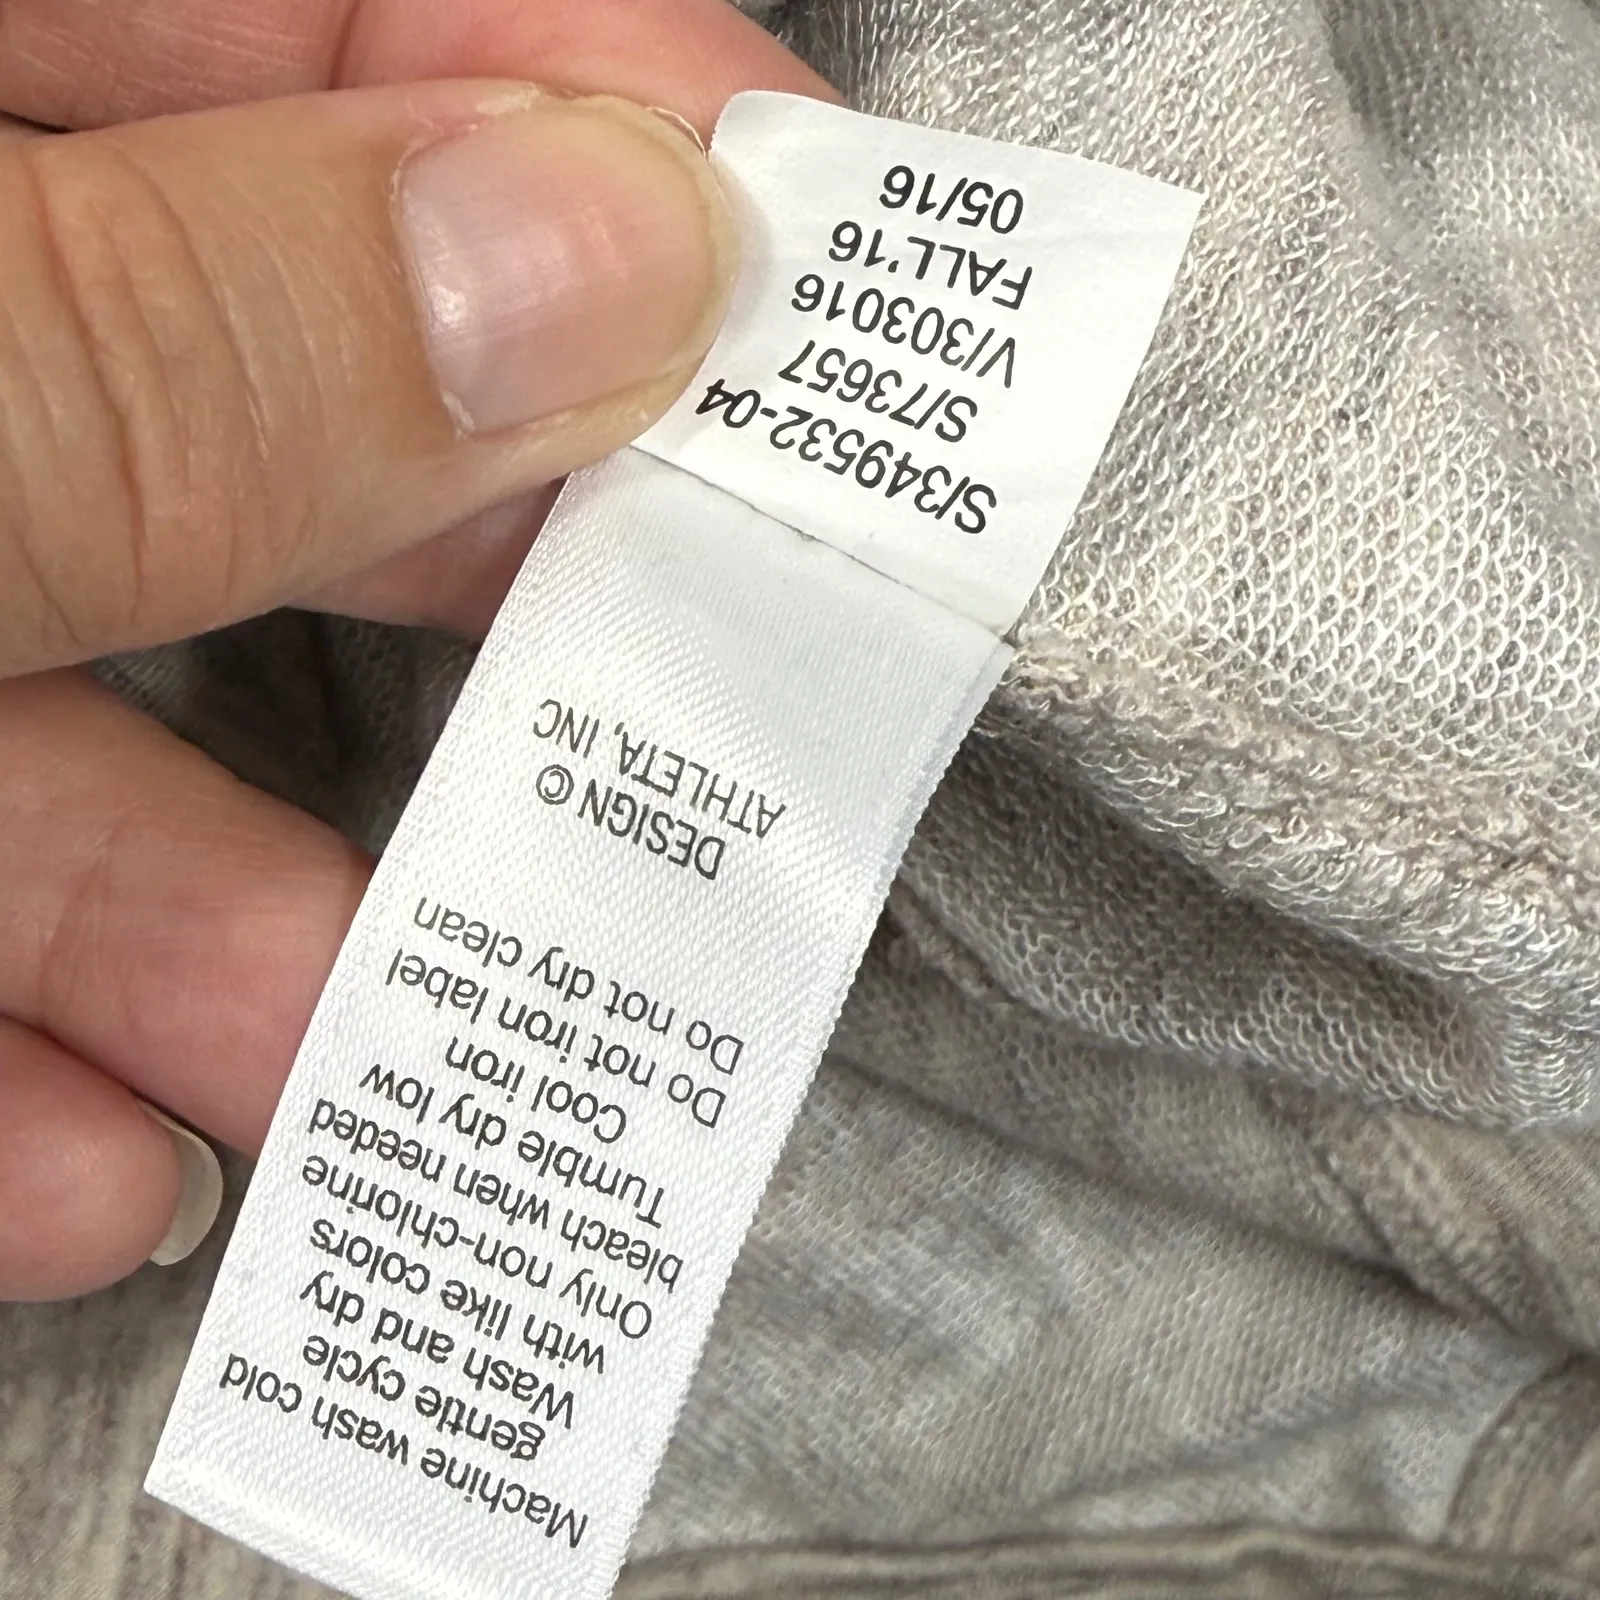 Machine wash cold
gentle cycle
Wash and dry
with like colors
Only non-chlorine
bleach when needed
Tumble dry low
Cool iron
Do not iron label
Do not dry clean
DESIGN ©
ATHLETA, INC
S/349532-04
S/73657
V/303016
FALL'16
05/16